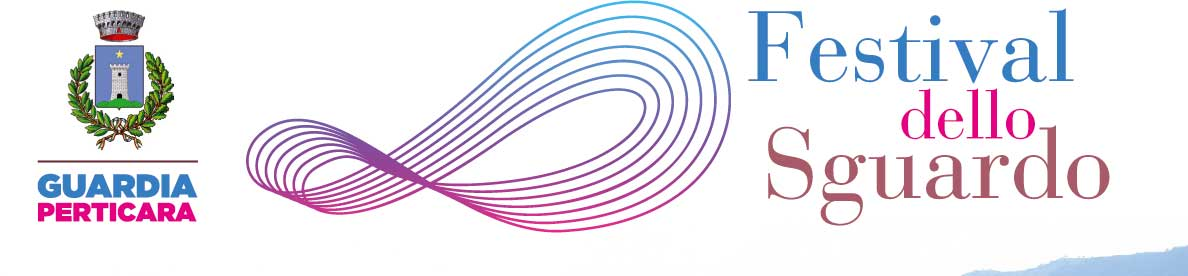 GUARDIA
PERTICARA
Festival
dello
Sguardo